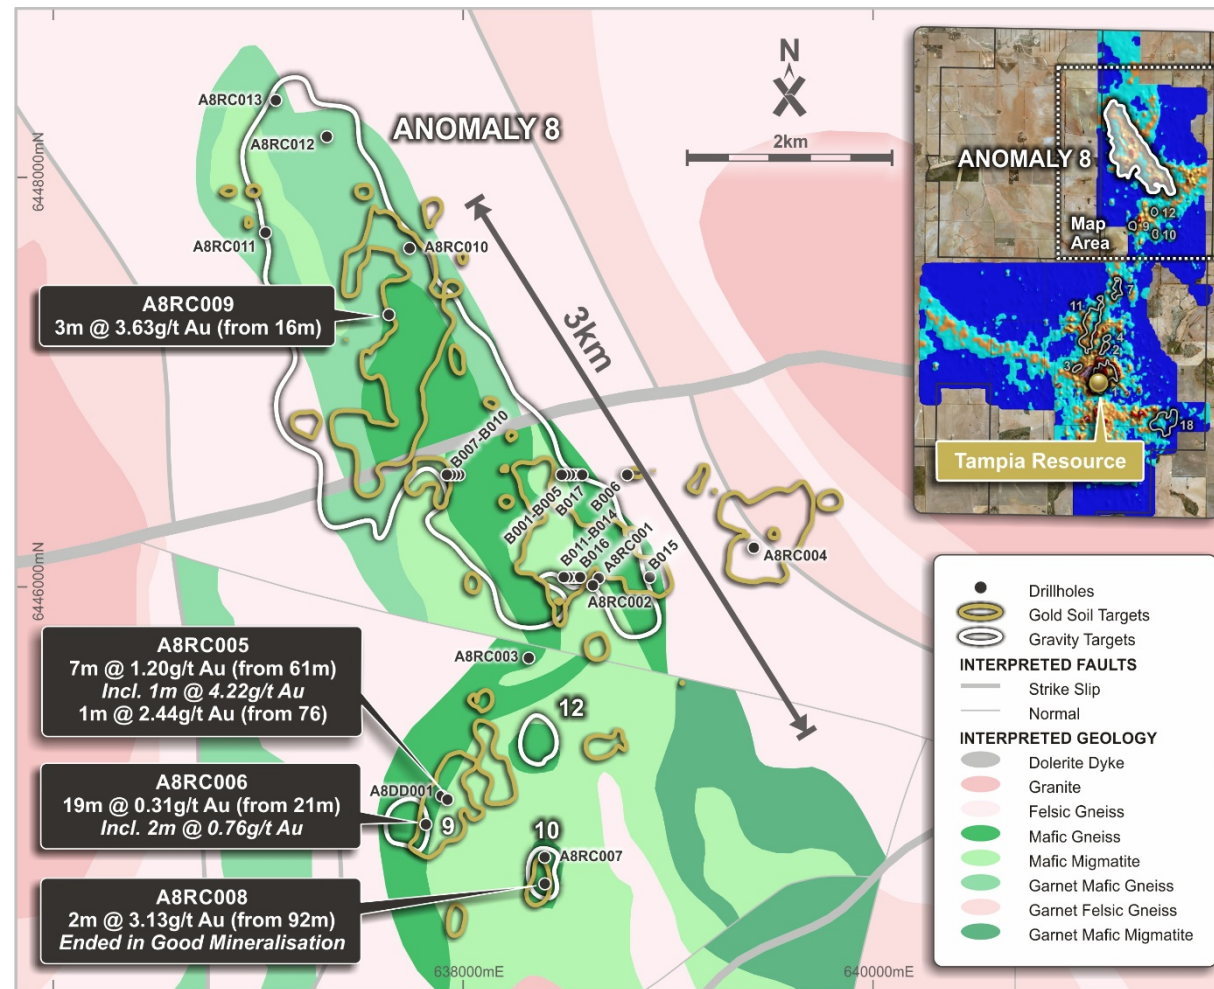 ANOMALY 8
N
2km
3km
6448000mN
6446000mN
638000mE
640000mE
A8RC013
A8RC012
A8RC011
A8RC010
A8RC009
3m @ 3.63g/t Au (from 16m)
B007-B010
B001-B005
B017
B006
B011-B014
B016
A8RC001
B015
A8RC002
A8RC004
A8RC003
A8RC005
7m @ 1.20g/t Au (from 61m)
Incl. 1m @ 4.22g/t Au
1m @ 2.44g/t Au (from 76)
12
A8DD001
9
A8RC006
19m @ 0.31g/t Au (from 21m)
Incl. 2m @ 0.76g/t Au
10
A8RC007
A8RC008
2m @ 3.13g/t Au (from 92m)
Ended in Good Mineralisation
ANOMALY 8
Map
Area
12
9
10
7
11
4
2
3
1
18
Tampia Resource
Drillholes
Gold Soil Targets
Gravity Targets
INTERPRETED FAULTS
Strike Slip
Normal
INTERPRETED GEOLOGY
Dolerite Dyke
Granite
Felsic Gneiss
Mafic Gneiss
Mafic Migmatite
Garnet Mafic Gneiss
Garnet Felsic Gneiss
Garnet Mafic Migmatite